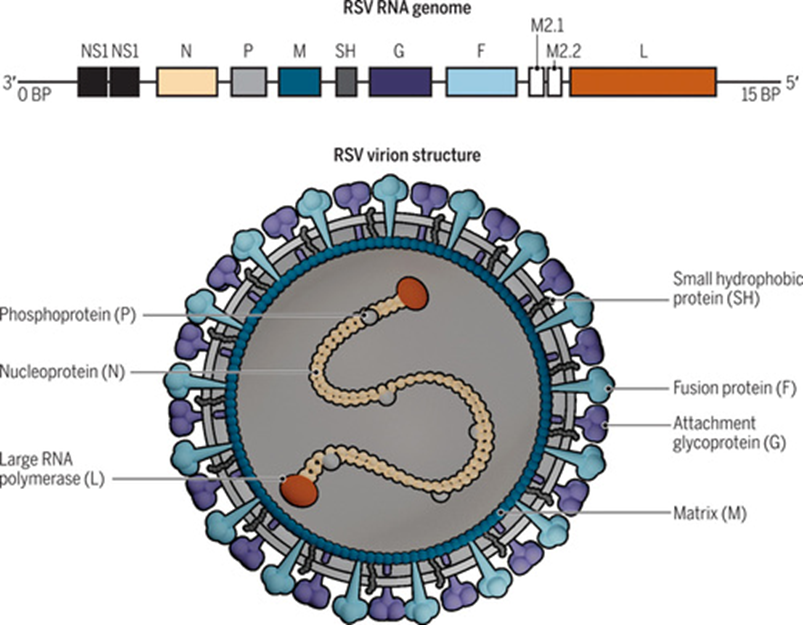 RSV RNA genome
M2.1
NS1 NS1 N P M SH G F M2.2 L
3′ 5′
0 BP 15 BP
RSV virion structure
Small hydrophobic
protein (SH)
Phosphoprotein (P)
Nucleoprotein (N)
Fusion protein (F)
Attachment
glycoprotein (G)
Large RNA
polymerase (L)
Matrix (M)